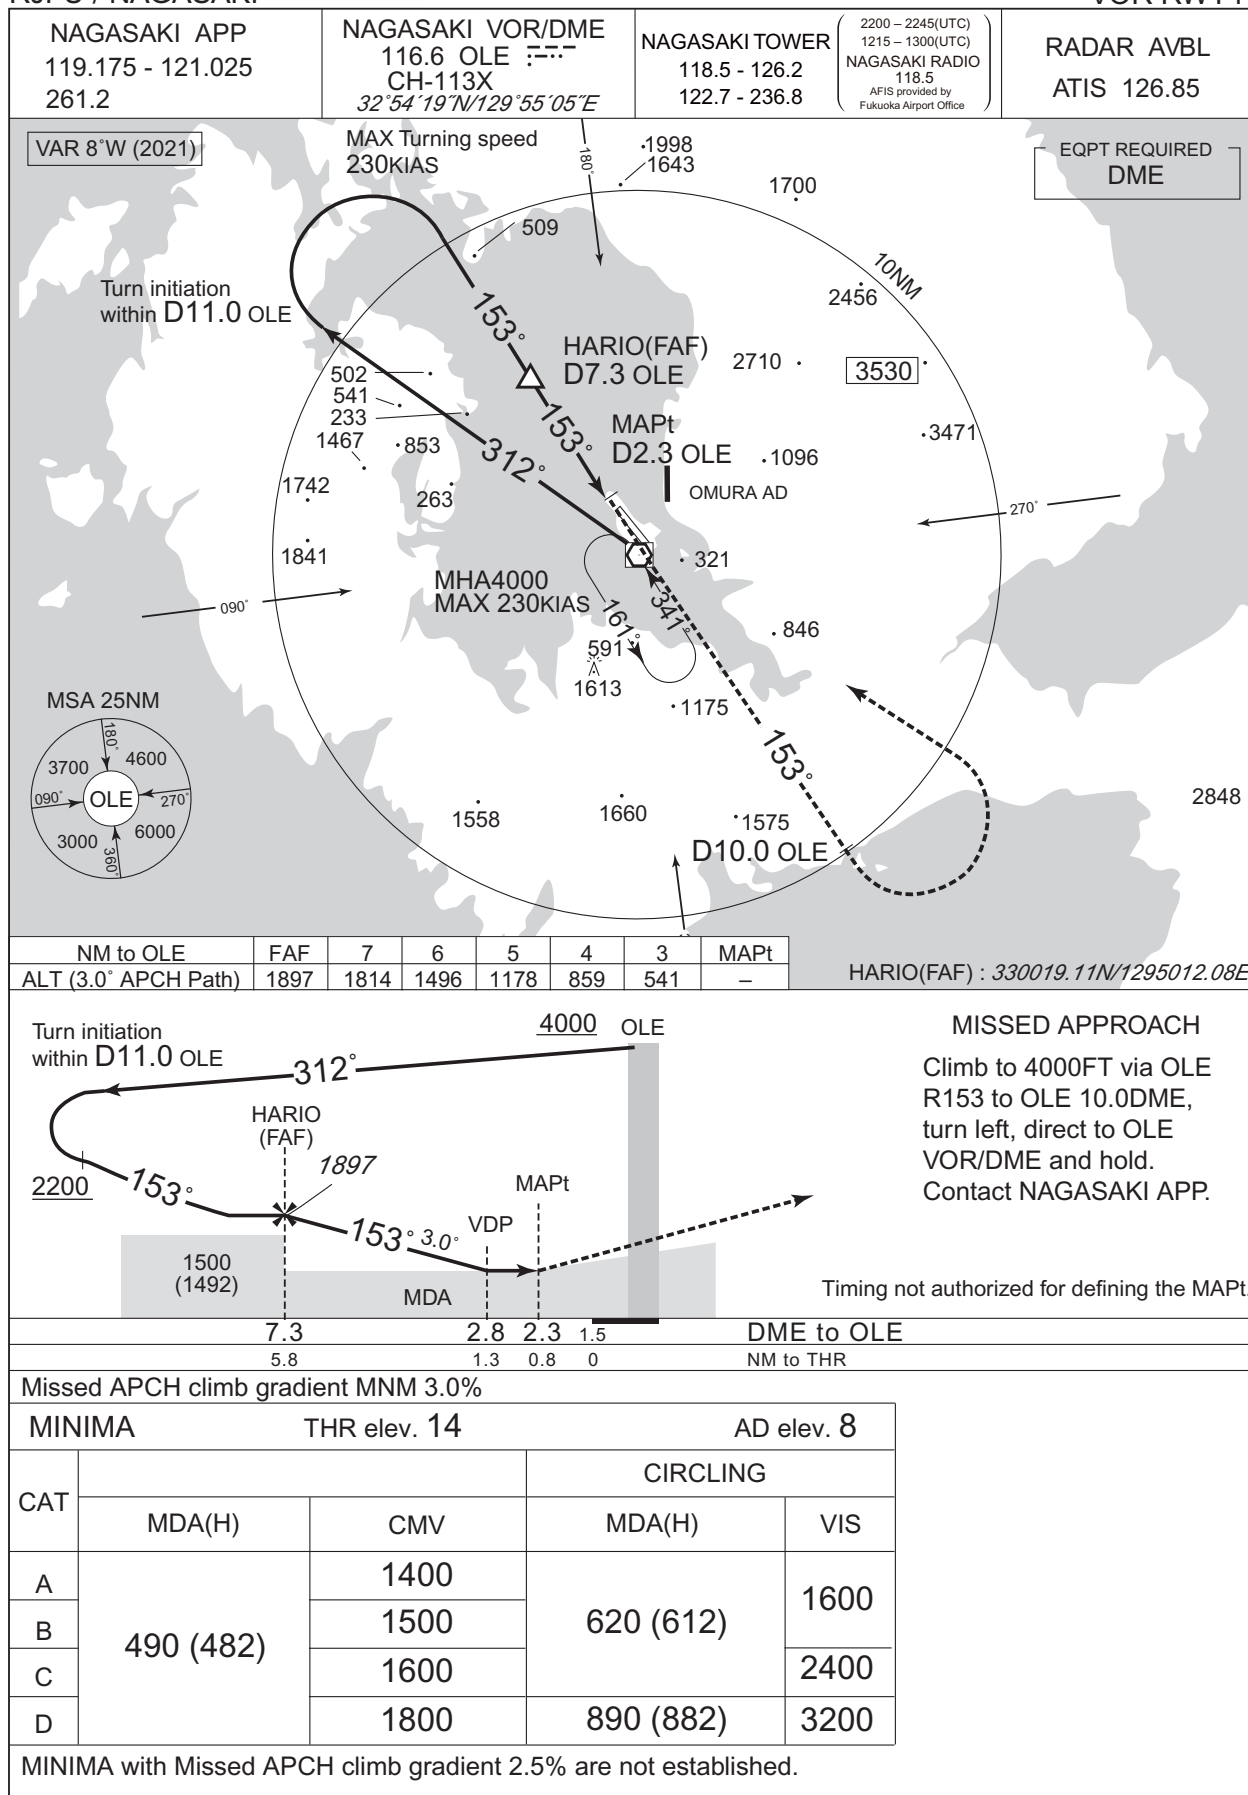 NAGASAKI APP
119.175 - 121.025
261.2
NAGASAKI VOR/DME
116.6 OLE
CH-113X
32°54´19˝N/129°55´05˝E
NAGASAKI TOWER
118.5 - 126.2
122.7 - 236.8
2200 – 2245(UTC)
1215 – 1300(UTC)
NAGASAKI RADIO
118.5
AFIS provided by
Fukuoka Airport Office
RADAR AVBL
ATIS 126.85
VAR 8°W (2021)
MAX Turning speed
230KIAS
180°
1998
1643
1700
EQPT REQUIRED
DME
509
10NM
2456
Turn initiation
within D11.0 OLE
153°
HARIO(FAF)
D7.3 OLE
2710
3530
502
541
233
1467
853
153°
MAPt
D2.3 OLE
3471
1096
312°
1742
263
OMURA AD
270°
1841
321
MHA4000
MAX 230KIAS
090°
161°
341°
846
591
1613
1175
MSA 25NM
180°
3700
4600
090°
OLE
270°
3000
6000
360°
153°
2848
1558
1660
1575
D10.0 OLE
NM to OLE FAF 7 6 5 4 3 MAPt
ALT (3.0° APCH Path) 1897 1814 1496 1178 859 541 –
HARIO(FAF) : 330019.11N/1295012.08E
Turn initiation
within D11.0 OLE
4000 OLE
312°
HARIO
(FAF)
1897
2200
153°
MAPt
VDP
153° 3.0°
1500
(1492)
MDA
MISSED APPROACH
Climb to 4000FT via OLE
R153 to OLE 10.0DME,
turn left, direct to OLE
VOR/DME and hold.
Contact NAGASAKI APP.
Timing not authorized for defining the MAPt.
7.3 2.8 2.3 1.5 DME to OLE
5.8 1.3 0.8 0 NM to THR
Missed APCH climb gradient MNM 3.0%
MINIMA THR elev. 14 AD elev. 8
CAT
CIRCLING
MDA(H) CMV MDA(H) VIS
A 1400
B 1500
C 1600
D 1800
490 (482)
620 (612)
1600
2400
890 (882) 3200
MINIMA with Missed APCH climb gradient 2.5% are not established.